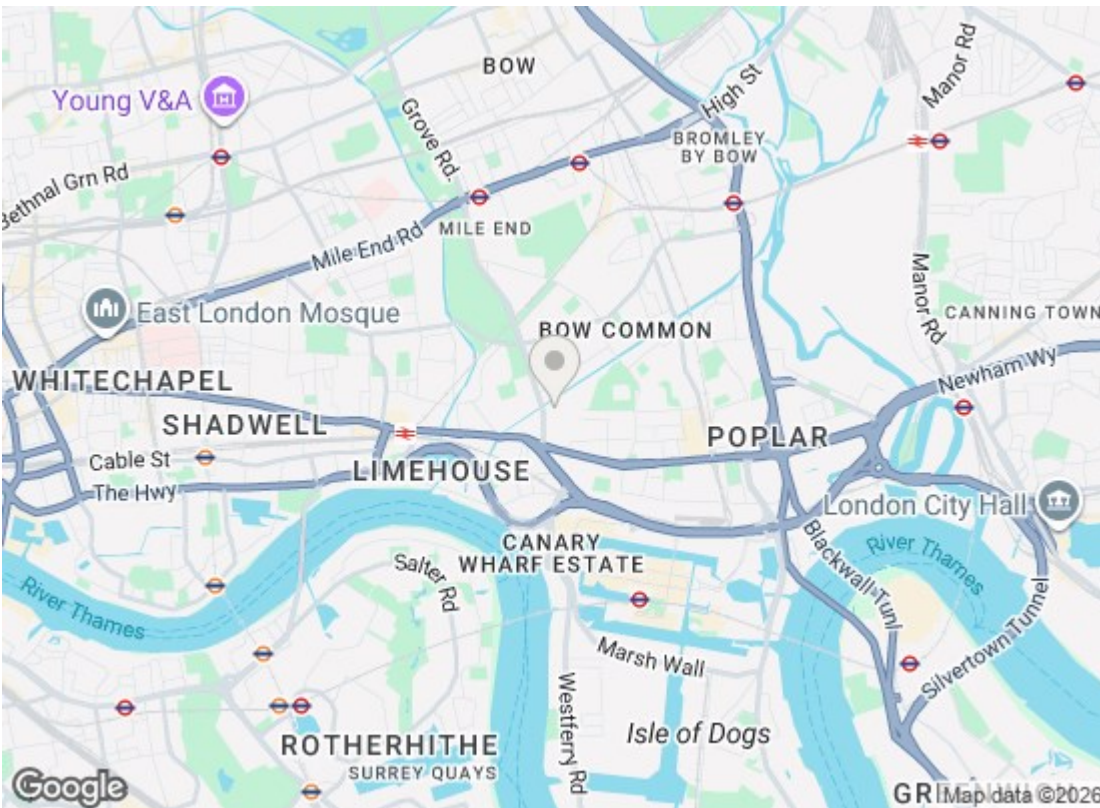 BOW
Young V&A
Grove Rd.
High St
Manor Rd
BROMLEY
BY BOW
Bethnal Grn Rd
MILE END
Mile End Rd
East London Mosque
Manor Rd
CANNING TOWN
BOW COMMON
Newham Wy
WHITECHAPEL
SHADWELL
POPLAR
Cable St
LIMEHOUSE
The Hwy
London City Hall
CANARY
WHARF ESTATE
River Thames
Salter Rd
Blackwall Tunl
River Thames
Silvertown Tunnel
Marsh Wall
Westferry Rd
Isle of Dogs
ROTHERHITHE
SURREY QUAYS
Google
Map data ©2026